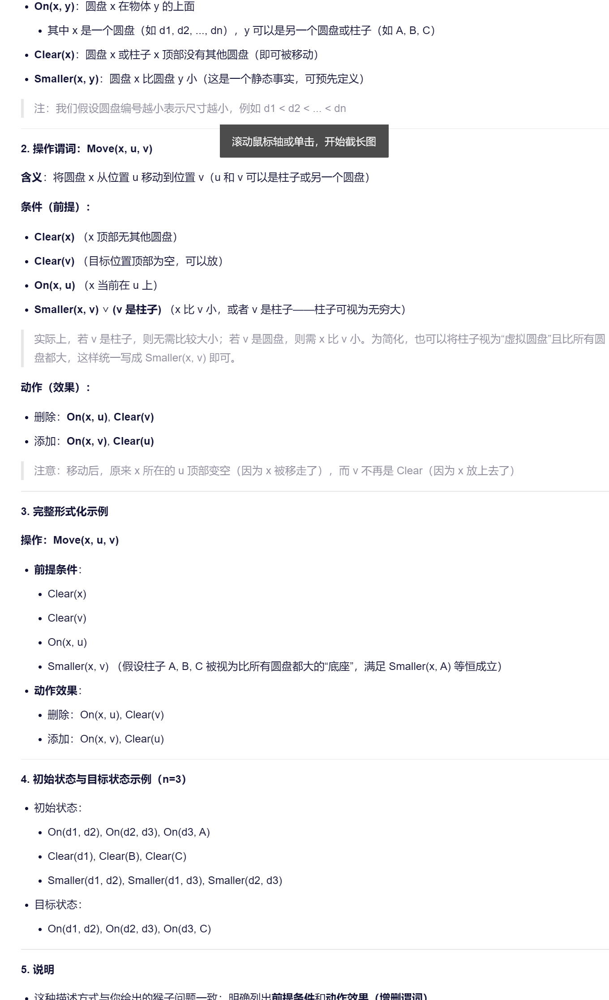 On(x, y)：圆盘 x 在物体 y 的上面
其中 x 是一个圆盘（如 d1, d2, ..., dn），y 可以是另一个圆盘或柱子（如 A, B, C）
Clear(x)：圆盘 x 或柱子 x 顶部没有其他圆盘（即可被移动）
Smaller(x, y)：圆盘 x 比圆盘 y 小（这是一个静态事实，可预先定义）
注：我们假设圆盘编号越小表示尺寸越小，例如 d1 < d2 < ... < dn
滚动鼠标轴或单击，开始截长图
2. 操作谓词：Move(x, u, v)
含义：将圆盘 x 从位置 u 移动到位置 v（u 和 v 可以是柱子或另一个圆盘）
条件（前提）：
Clear(x) （x 顶部无其他圆盘）
Clear(v) （目标位置顶部为空，可以放）
On(x, u) （x 当前在 u 上）
Smaller(x, v) ∨ (v 是柱子) （x 比 v 小，或者 v 是柱子——柱子可视为无穷大）
实际上，若 v 是柱子，则无需比较大小；若 v 是圆盘，则需 x 比 v 小。为简化，也可以将柱子视为“虚拟圆盘”且比所有圆
盘都大，这样统一写成 Smaller(x, v) 即可。
动作（效果）：
删除：On(x, u), Clear(v)
添加：On(x, v), Clear(u)
注意：移动后，原来 x 所在的 u 顶部变空（因为 x 被移走了），而 v 不再是 Clear（因为 x 放上去了）
3. 完整形式化示例
操作：Move(x, u, v)
前提条件：
Clear(x)
Clear(v)
On(x, u)
Smaller(x, v) （假设柱子 A, B, C 被视为比所有圆盘都大的“底座”，满足 Smaller(x, A) 等恒成立）
动作效果：
删除：On(x, u), Clear(v)
添加：On(x, v), Clear(u)
4. 初始状态与目标状态示例（n=3）
初始状态：
On(d1, d2), On(d2, d3), On(d3, A)
Clear(d1), Clear(B), Clear(C)
Smaller(d1, d2), Smaller(d1, d3), Smaller(d2, d3)
目标状态：
On(d1, d2), On(d2, d3), On(d3, C)
5. 说明
这种描述方式与你给出的猴子问题一致：明确列出前提条件和动作效果（增删谓词）